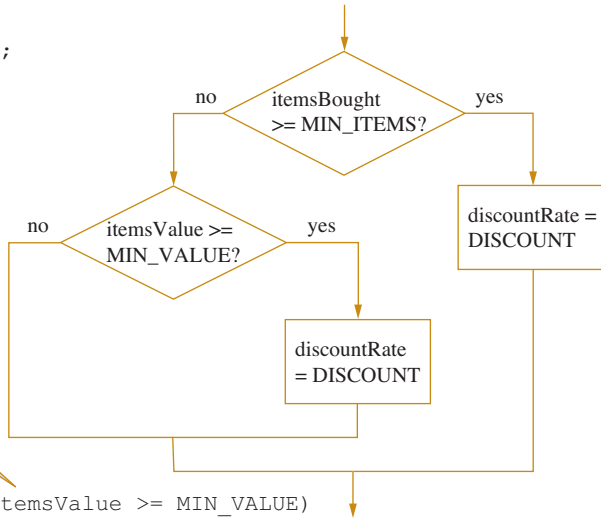 ;
no
itemsBought
>= MIN_ITEMS?
yes
no
itemsValue >=
MIN_VALUE?
yes
discountRate =
DISCOUNT
discountRate
= DISCOUNT
temsValue >= MIN_VALUE)